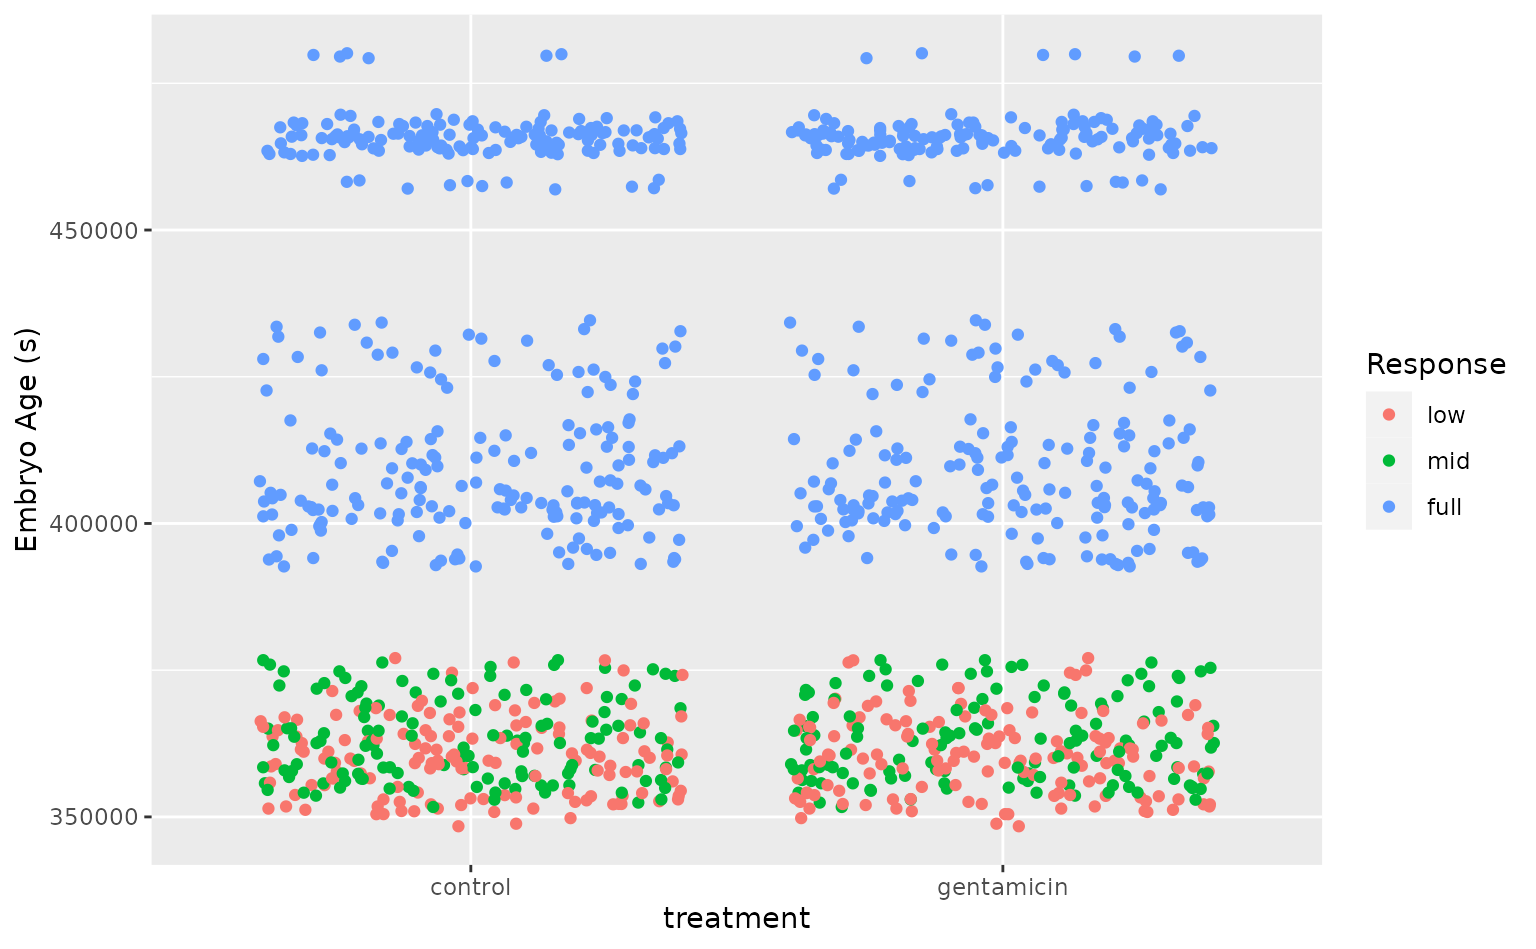 Embryo Age (s)
450000
400000
350000
control
gentamicin
treatment
Response
low
mid
full